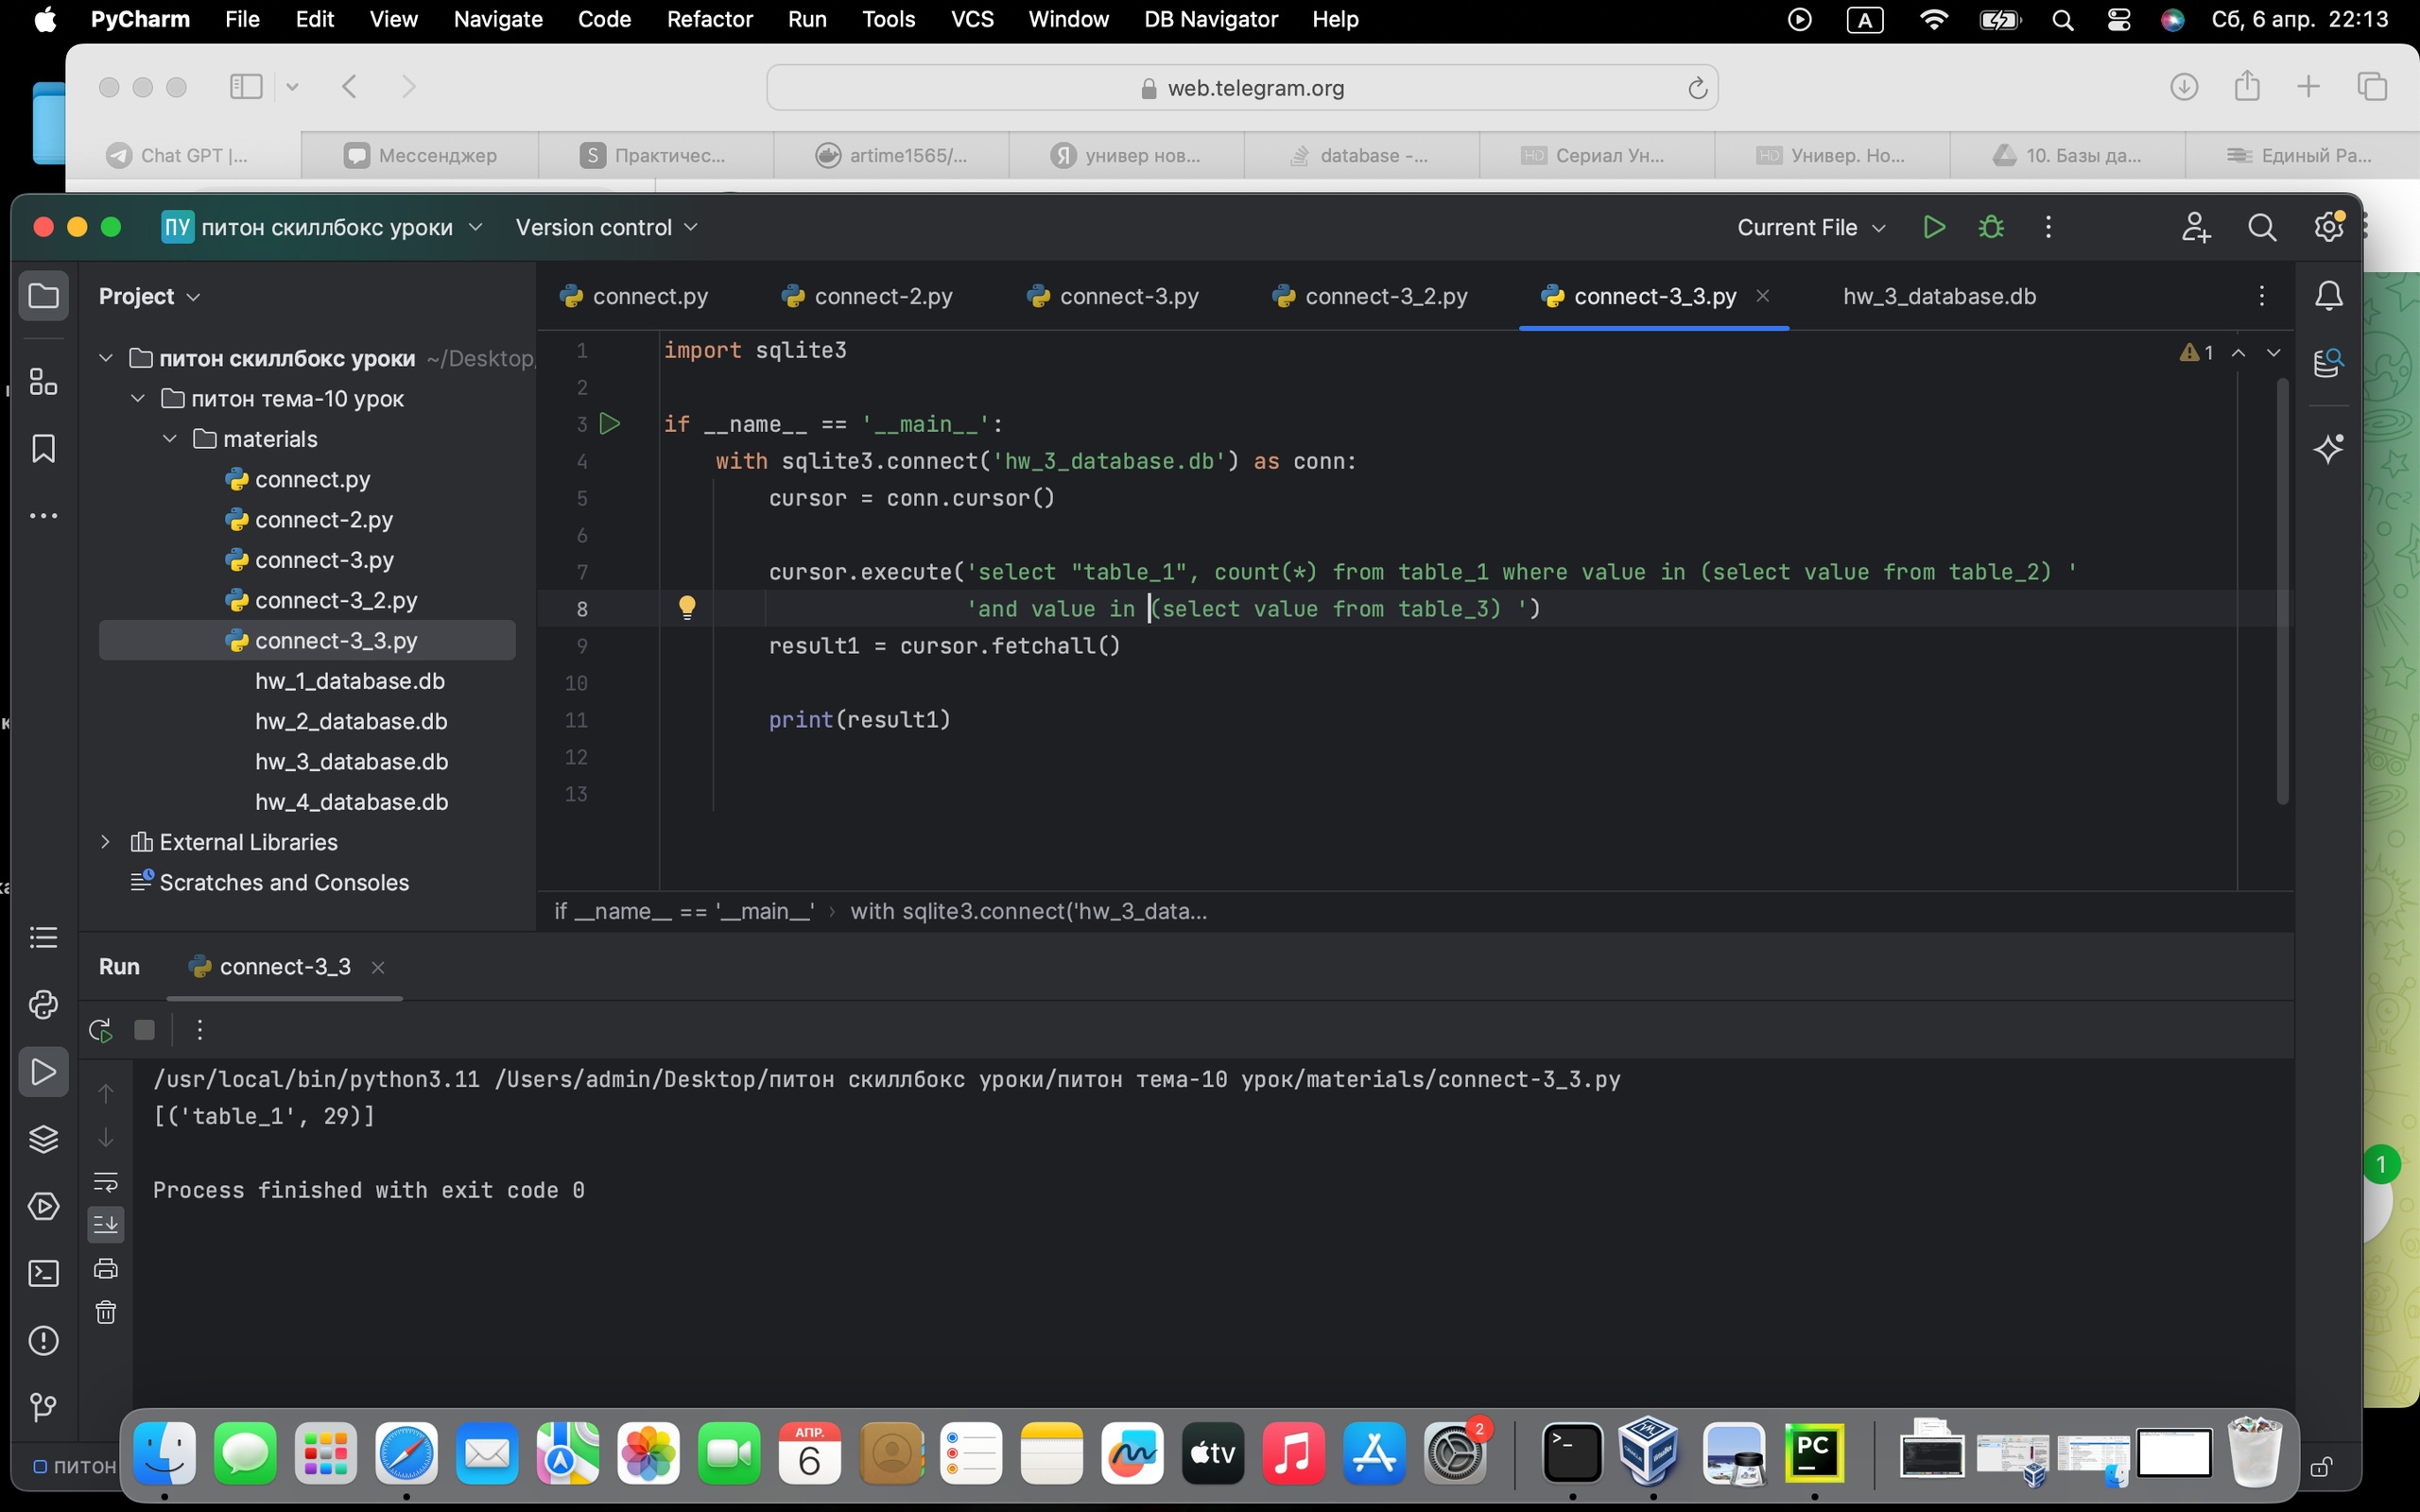 PyCharm File Edit View Navigate Code Refactor Run Tools VCS Window DB Navigator Help A Сб, 6 апр. 22:13
web.telegram.org
Chat GPT |... Мессенджер S Практичес... artime1565/... Я универ нов... database -... HD Сериал Ун... HD Универ. Но... 10. Базы да... Единый Ра...
ПУ питон скиллбокс уроки Version control Current File
Project connect.py connect-2.py connect-3.py connect-3_2.py connect-3_3.py hw_3_database.db
питон скиллбокс уроки ~/Desktop/
питон тема-10 урок
materials
connect.py
connect-2.py
connect-3.py
connect-3_2.py
connect-3_3.py
hw_1_database.db
hw_2_database.db
hw_3_database.db
hw_4_database.db
External Libraries
Scratches and Consoles
1 import sqlite3 1
2
3 if __name__ == '__main__':
4 with sqlite3.connect('hw_3_database.db') as conn:
5 cursor = conn.cursor()
6
7 cursor.execute('select "table_1", count(*) from table_1 where value in (select value from table_2) '
8 'and value in (select value from table_3) ')
9 result1 = cursor.fetchall()
10
11 print(result1)
12
13
if __name__ == '__main__' › with sqlite3.connect('hw_3_data...
Run connect-3_3
/usr/local/bin/python3.11 /Users/admin/Desktop/питон скиллбокс уроки/питон тема-10 урок/materials/connect-3_3.py
[('table_1', 29)]
Process finished with exit code 0
1
АПР.
6
tv
2
PC
питон